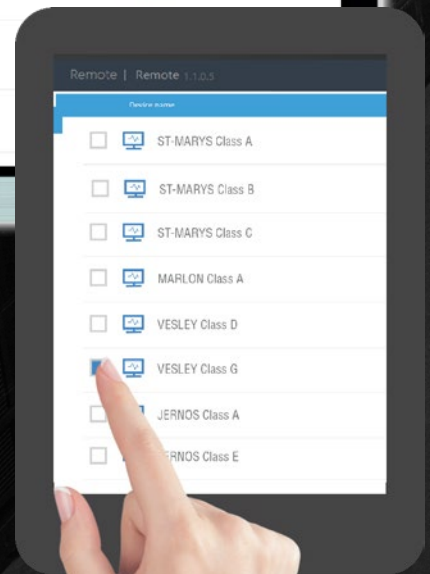 Remote | Remote 1.1.0.5
Device name
ST-MARYS Class A
ST-MARYS Class B
ST-MARYS Class C
MARLON Class A
VESLEY Class D
VESLEY Class G
JERNOS Class A
Class E